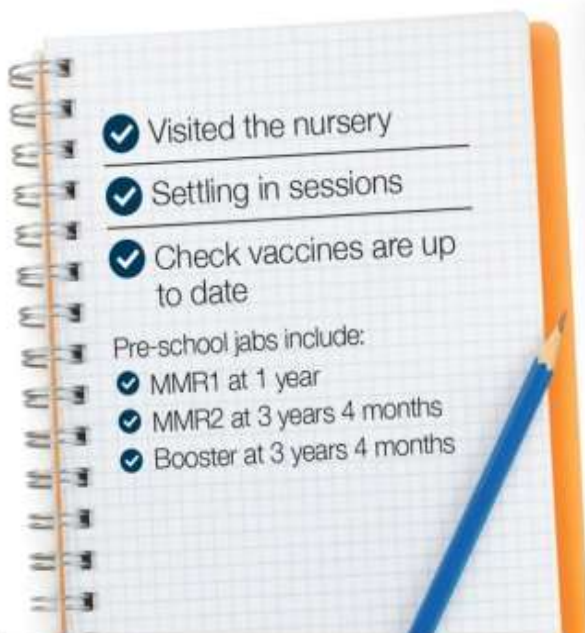 Visited the nursery
Settling in sessions
Check vaccines are up
to date
Pre-school jabs include:
MMR1 at 1 year
MMR2 at 3 years 4 months
Booster at 3 years 4 months